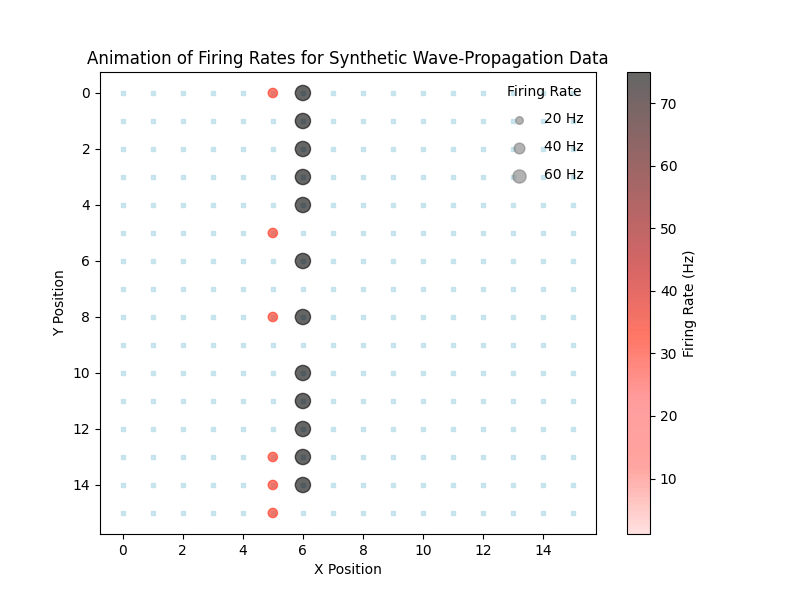 Animation of Firing Rates for Synthetic Wave-Propagation Data
Firing Rate
20 Hz
40 Hz
60 Hz
0
2
4
6
8
10
12
14
Y Position
0 2 4 6 8 10 12 14
X Position
70
60
50
40
30
20
10
Firing Rate (Hz)